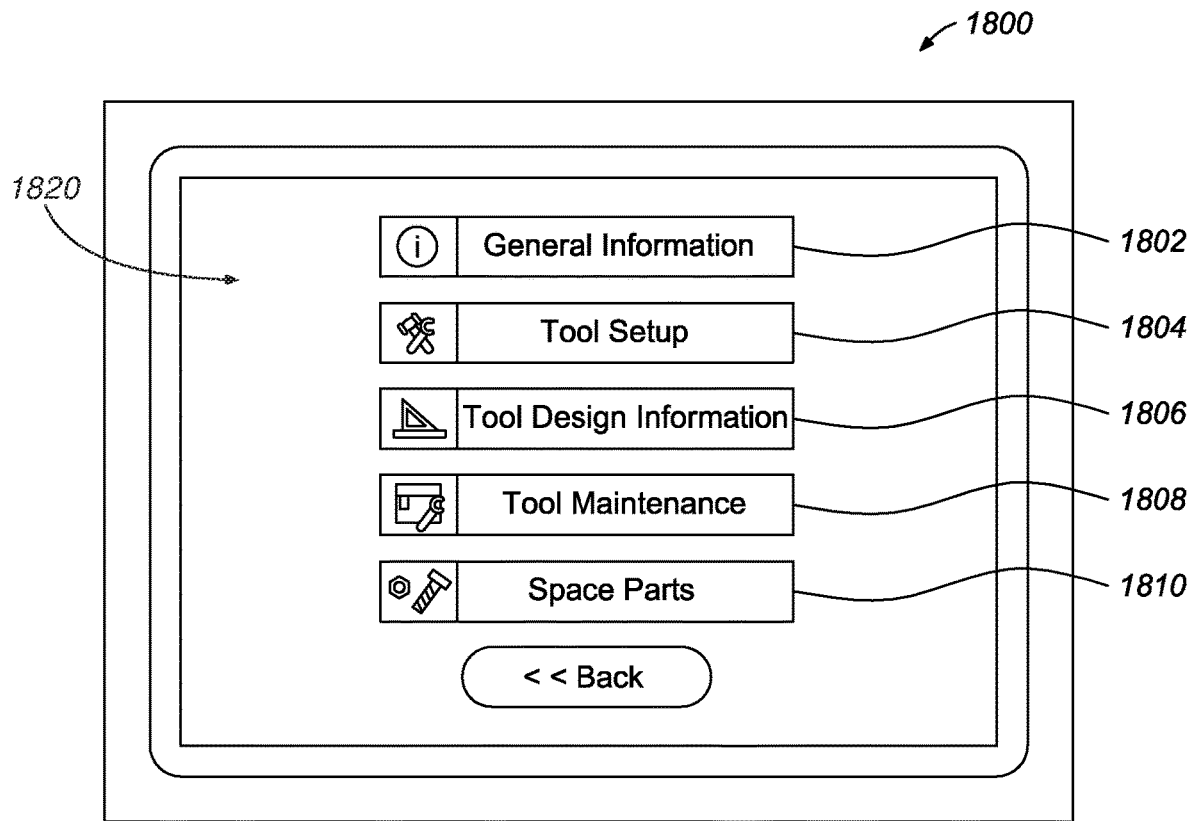 1800
1820
General Information
1802
Tool Setup
1804
Tool Design Information
1806
Tool Maintenance
1808
Space Parts
1810
< < Back